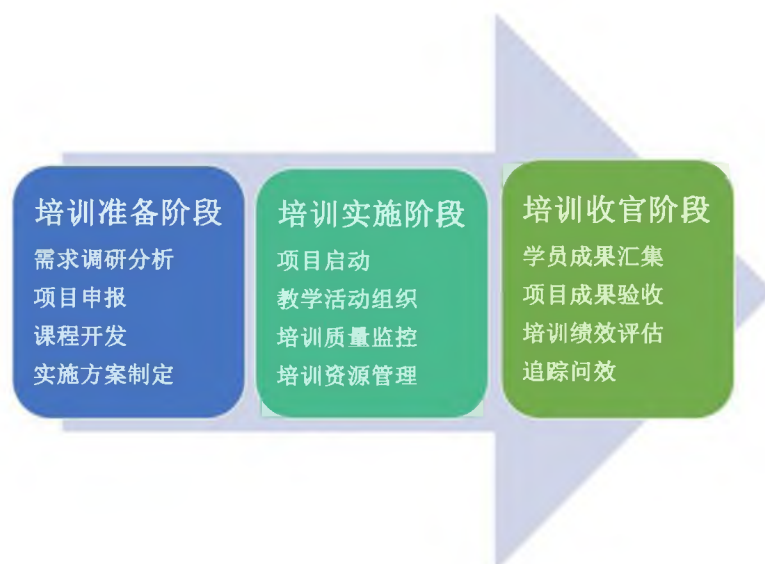 培训准备阶段
需求调研分析
项目申报
课程开发
实施方案制定
培训实施阶段
项目启动
教学活动组织
培训质量监控
培训资源管理
培训收官阶段
学员成果汇集
项目成果验收
培训绩效评估
追踪问效